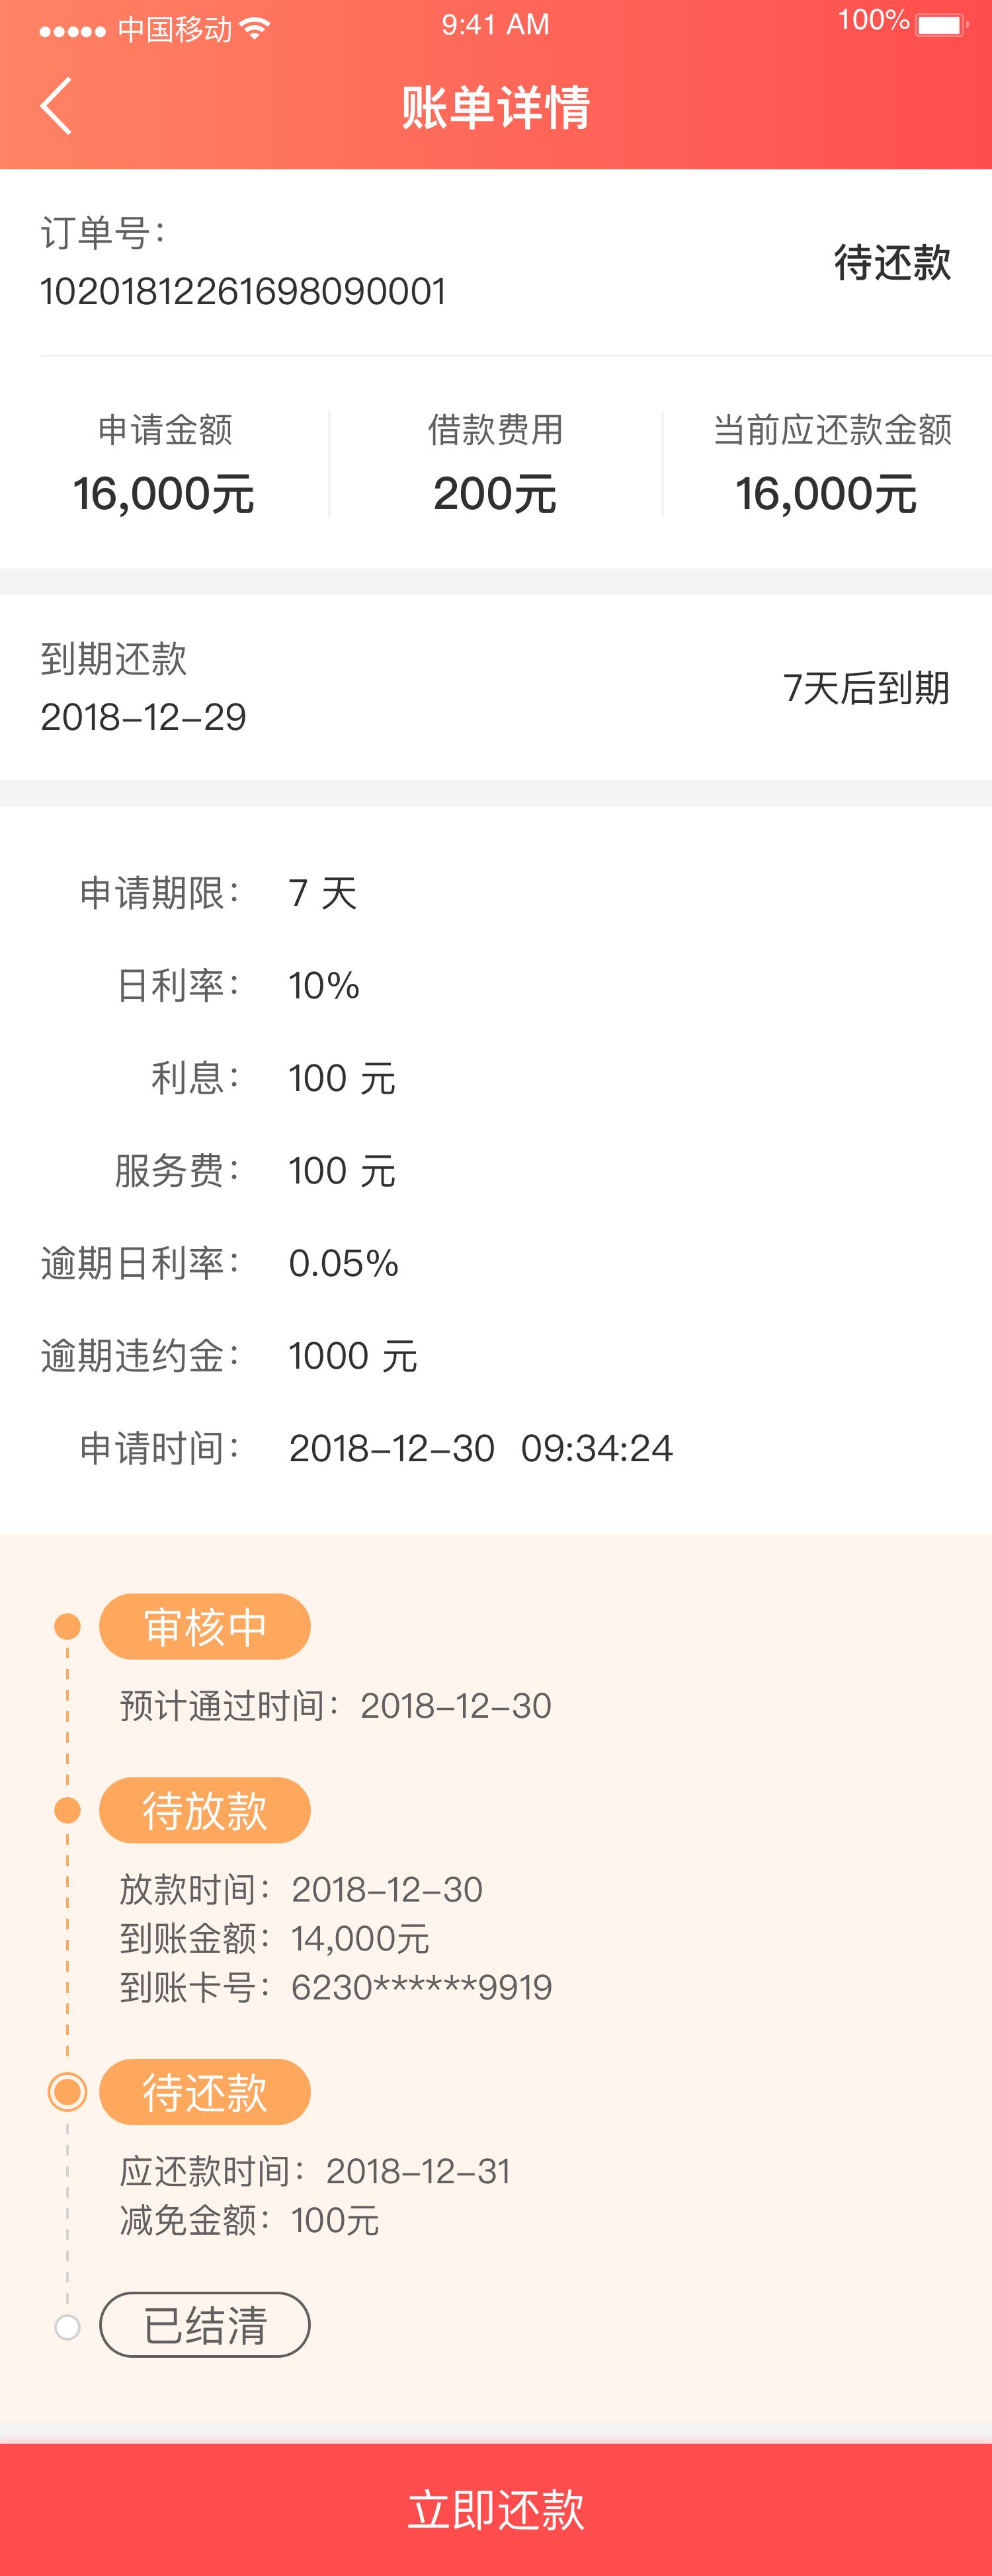 中国移动 9:41 AM 100%
账单详情
订单号：
10201812261698090001
待还款
申请金额 借款费用 当前应还款金额
16,000元 200元 16,000元
到期还款
2018-12-29
7天后到期
申请期限： 7 天
日利率： 10%
利息： 100 元
服务费： 100 元
逾期日利率： 0.05%
逾期违约金： 1000 元
申请时间： 2018-12-30 09:34:24
审核中
预计通过时间：2018-12-30
待放款
放款时间：2018-12-30
到账金额：14,000元
到账卡号：6230******9919
待还款
应还款时间：2018-12-31
减免金额：100元
已结清
立即还款